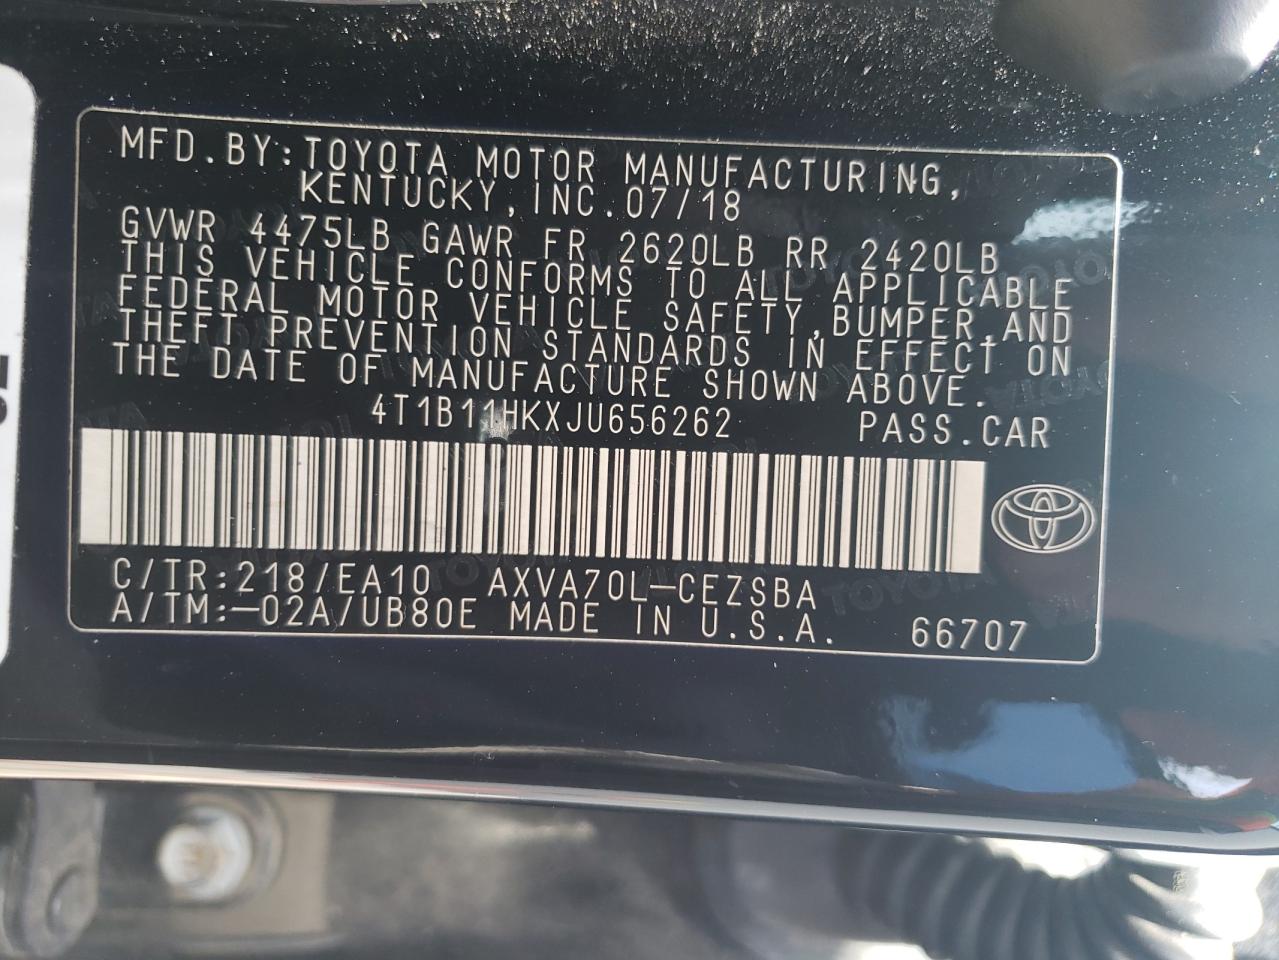 MFD.BY:TOYOTA MOTOR MANUFACTURING,
KENTUCKY,INC.07/18
GVWR 4475LB GAWR FR 2620LB RR 2420LB
THIS VEHICLE CONFORMS TO ALL APPLICABLE
FEDERAL MOTOR VEHICLE SAFETY,BUMPER,AND
THEFT PREVENTION STANDARDS IN EFFECT ON
THE DATE OF MANUFACTURE SHOWN ABOVE.
4T1B11HKXJU656262 PASS.CAR
C/TR:218/EA10 AXVA70L-CEZSBA
A/TM:-02A/UB80E MADE IN U.S.A. 66707